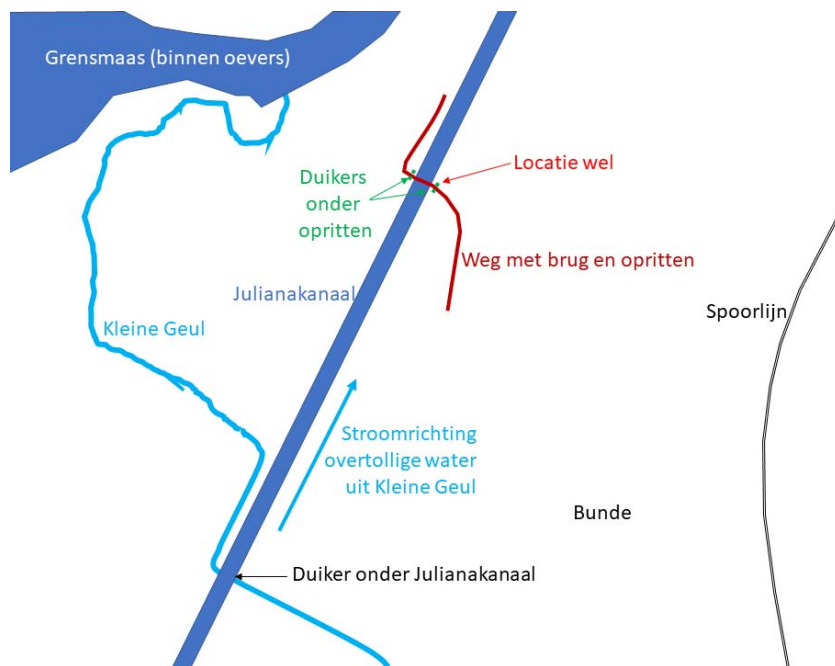 Grensmaas (binnen oevers)
Duikers
onder
opritten
Locatie wel
Weg met brug en opritten
Julianakanaal
Spoorlijn
Kleine Geul
Stroomrichting
overtollige water
uit Kleine Geul
Bunde
Duiker onder Julianakanaal